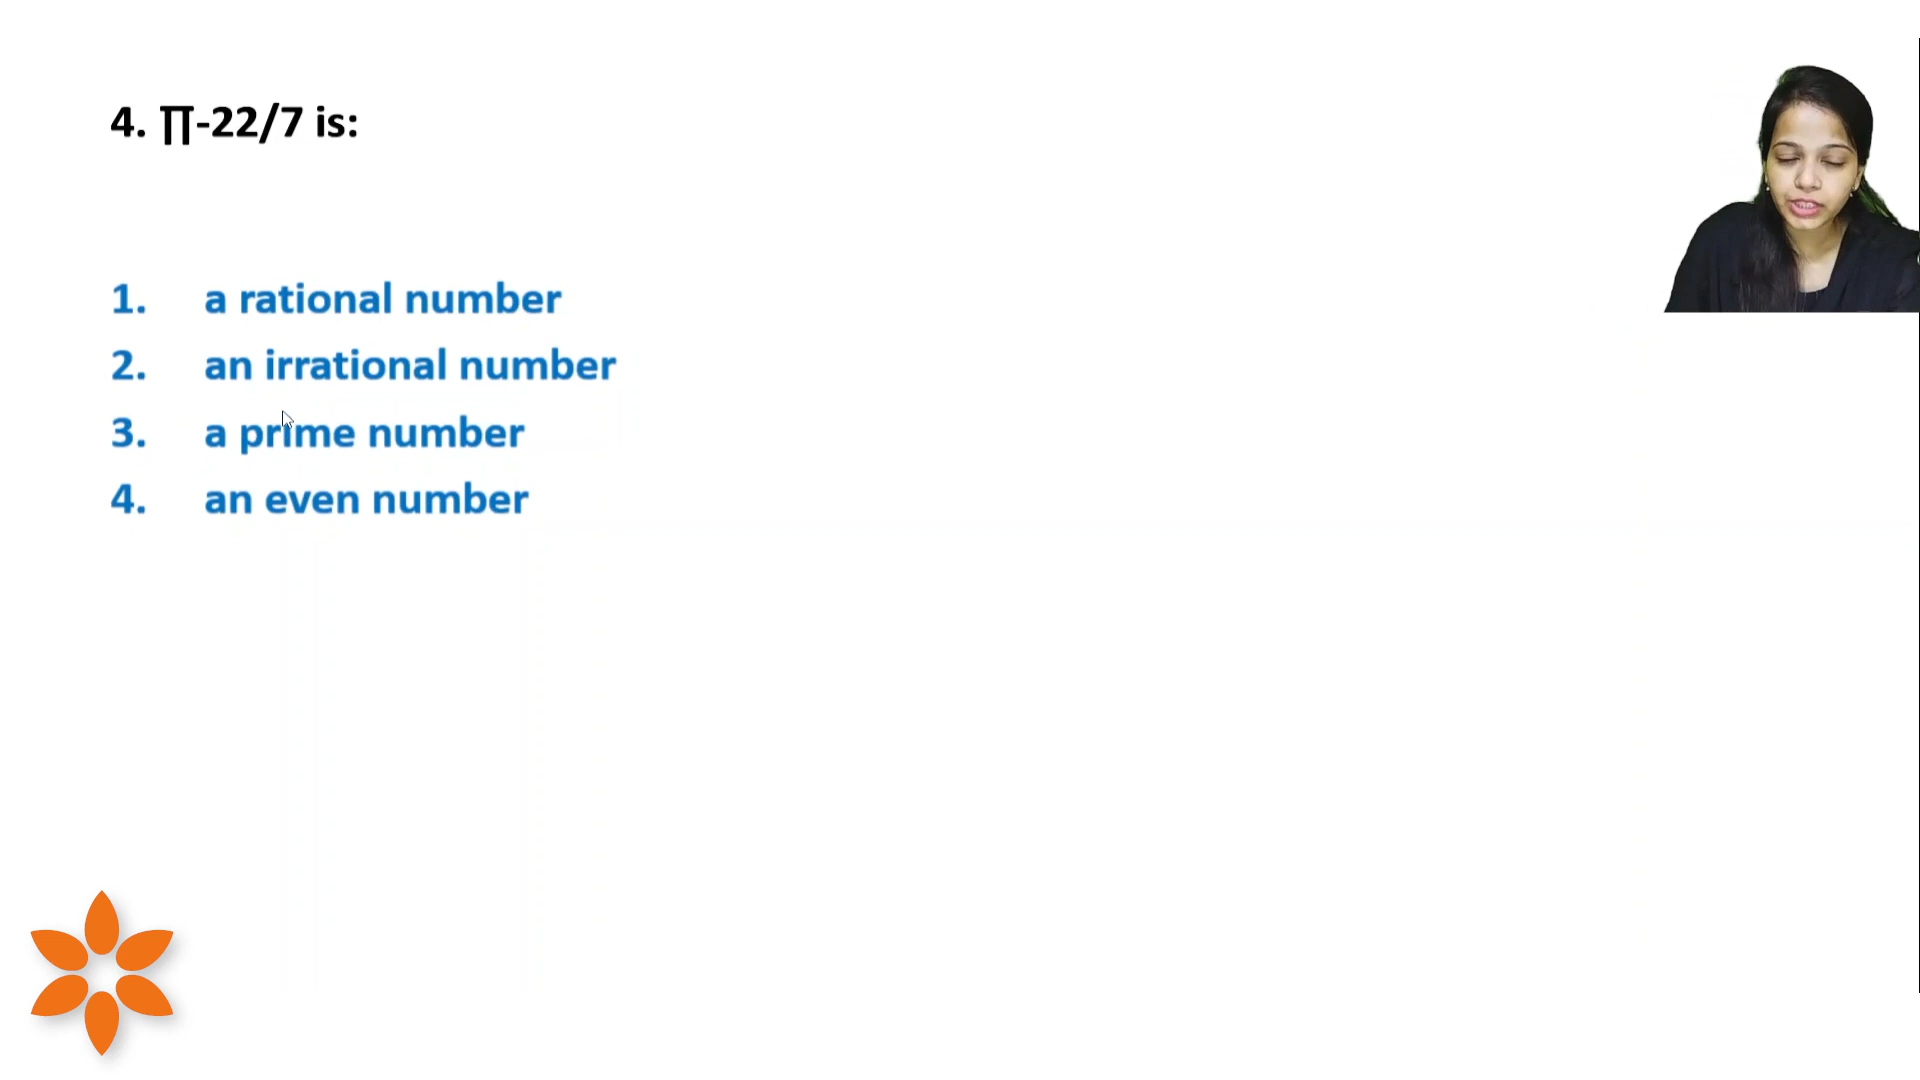 4. ∏-22/7 is:
1. a rational number
2. an irrational number
3. a prime number
4. an even number